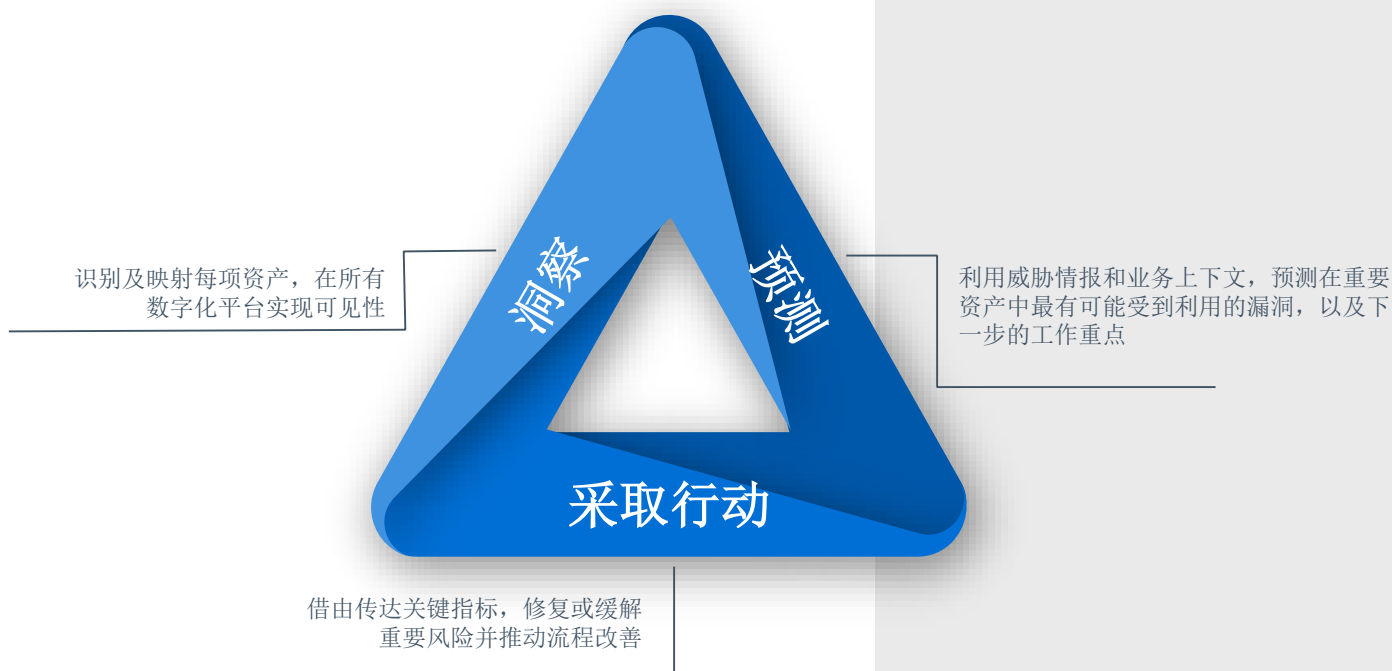 洞察
预测
识别及映射每项资产，在所有
数字化平台实现可见性
利用威胁情报和业务上下文，预测在重要
资产中最有可能受到利用的漏洞，以及下
一步的工作重点
采取行动
借由传达关键指标，修复或缓解
重要风险并推动流程改善